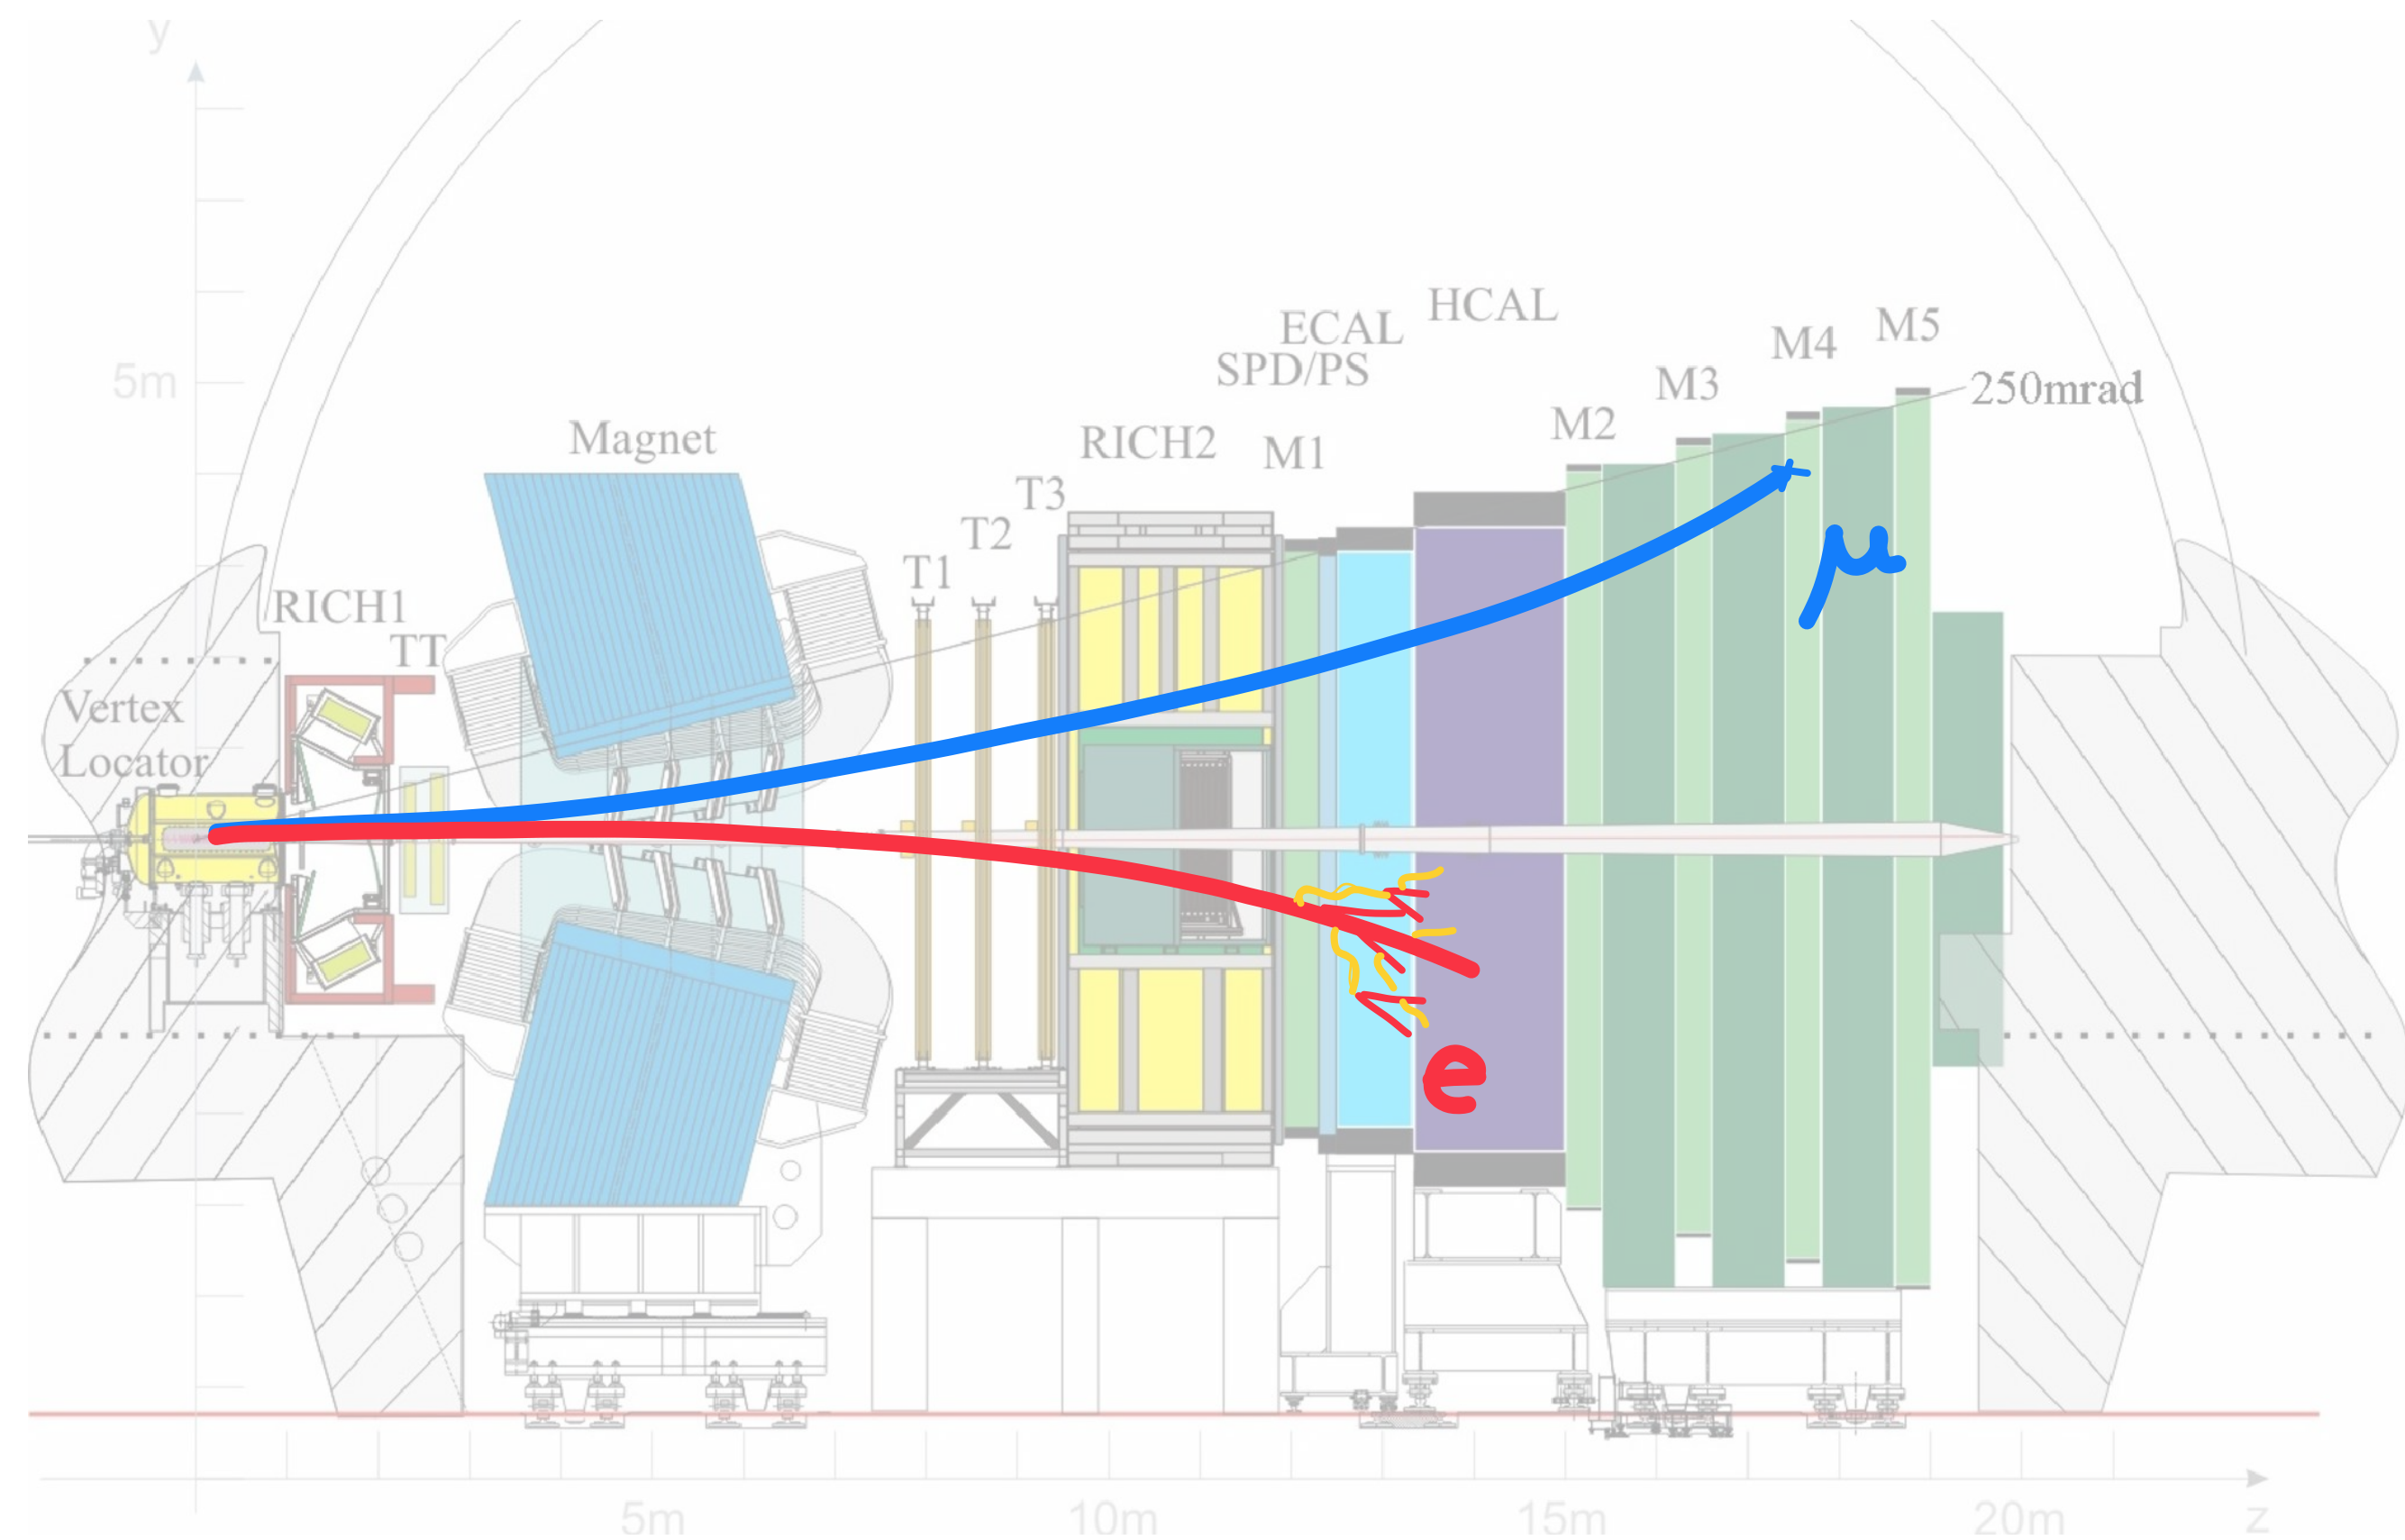 y
5m
HCAL
ECAL
SPD/PS
M5
M4
M3
250mrad
M2
Magnet
RICH2
M1
T3
T2
T1
RICH1
TT
Vertex
Locator
μ
e
5m
10m
15m
20m
z